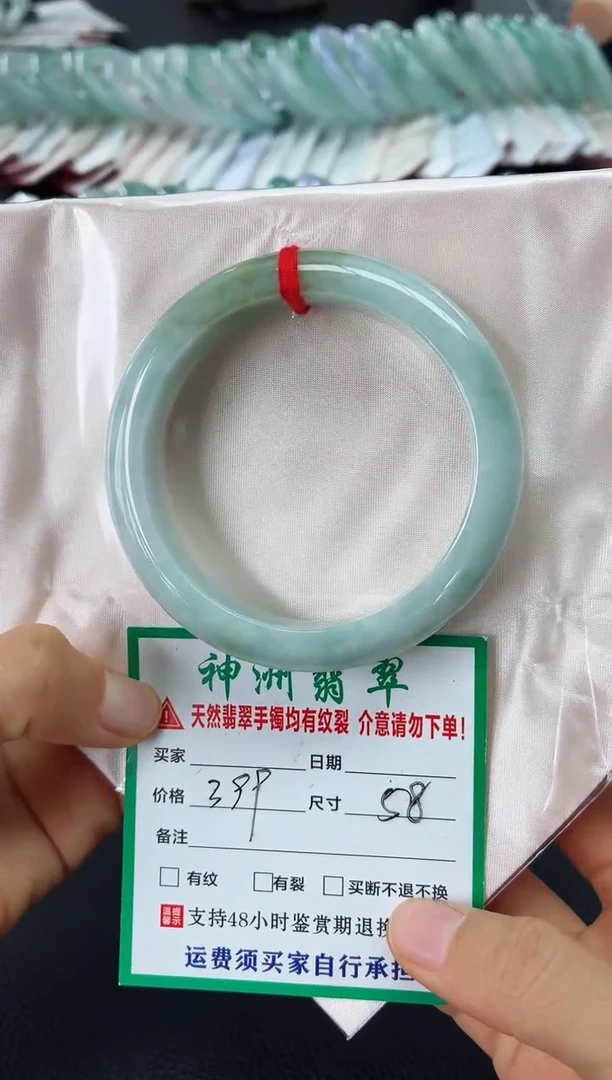 神洲翡翠
天然翡翠手镯均有纹裂 介意请勿下单!
买家 日期
价格 399 尺寸 58
备注
有纹 有裂 买断不退不换
温馨提示 支持48小时鉴赏期退换
运费须买家自行承担